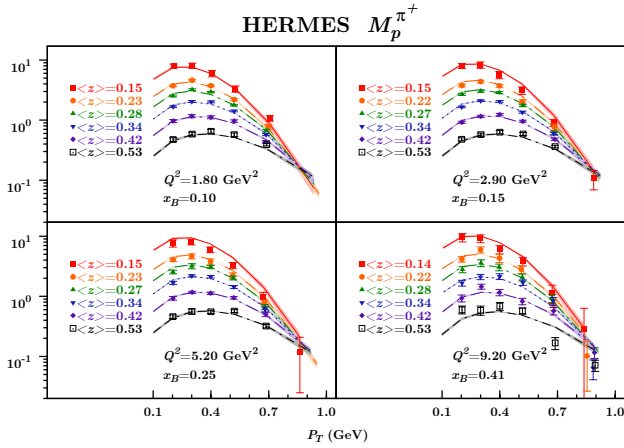 HERMES M_p^{π^+}
10^1
10^0
10^{-1}
<z>=0.15
<z>=0.23
<z>=0.28
<z>=0.34
<z>=0.42
<z>=0.53
Q^2=1.80 GeV^2
x_B=0.10
<z>=0.15
<z>=0.22
<z>=0.27
<z>=0.34
<z>=0.42
<z>=0.53
Q^2=2.90 GeV^2
x_B=0.15
10^1
10^0
10^{-1}
<z>=0.15
<z>=0.23
<z>=0.27
<z>=0.34
<z>=0.42
<z>=0.53
Q^2=5.20 GeV^2
x_B=0.25
<z>=0.14
<z>=0.22
<z>=0.28
<z>=0.34
<z>=0.42
<z>=0.53
Q^2=9.20 GeV^2
x_B=0.41
0.1 0.4 0.7 1.0 0.1 0.4 0.7 1.0
P_T (GeV) P_T (GeV)